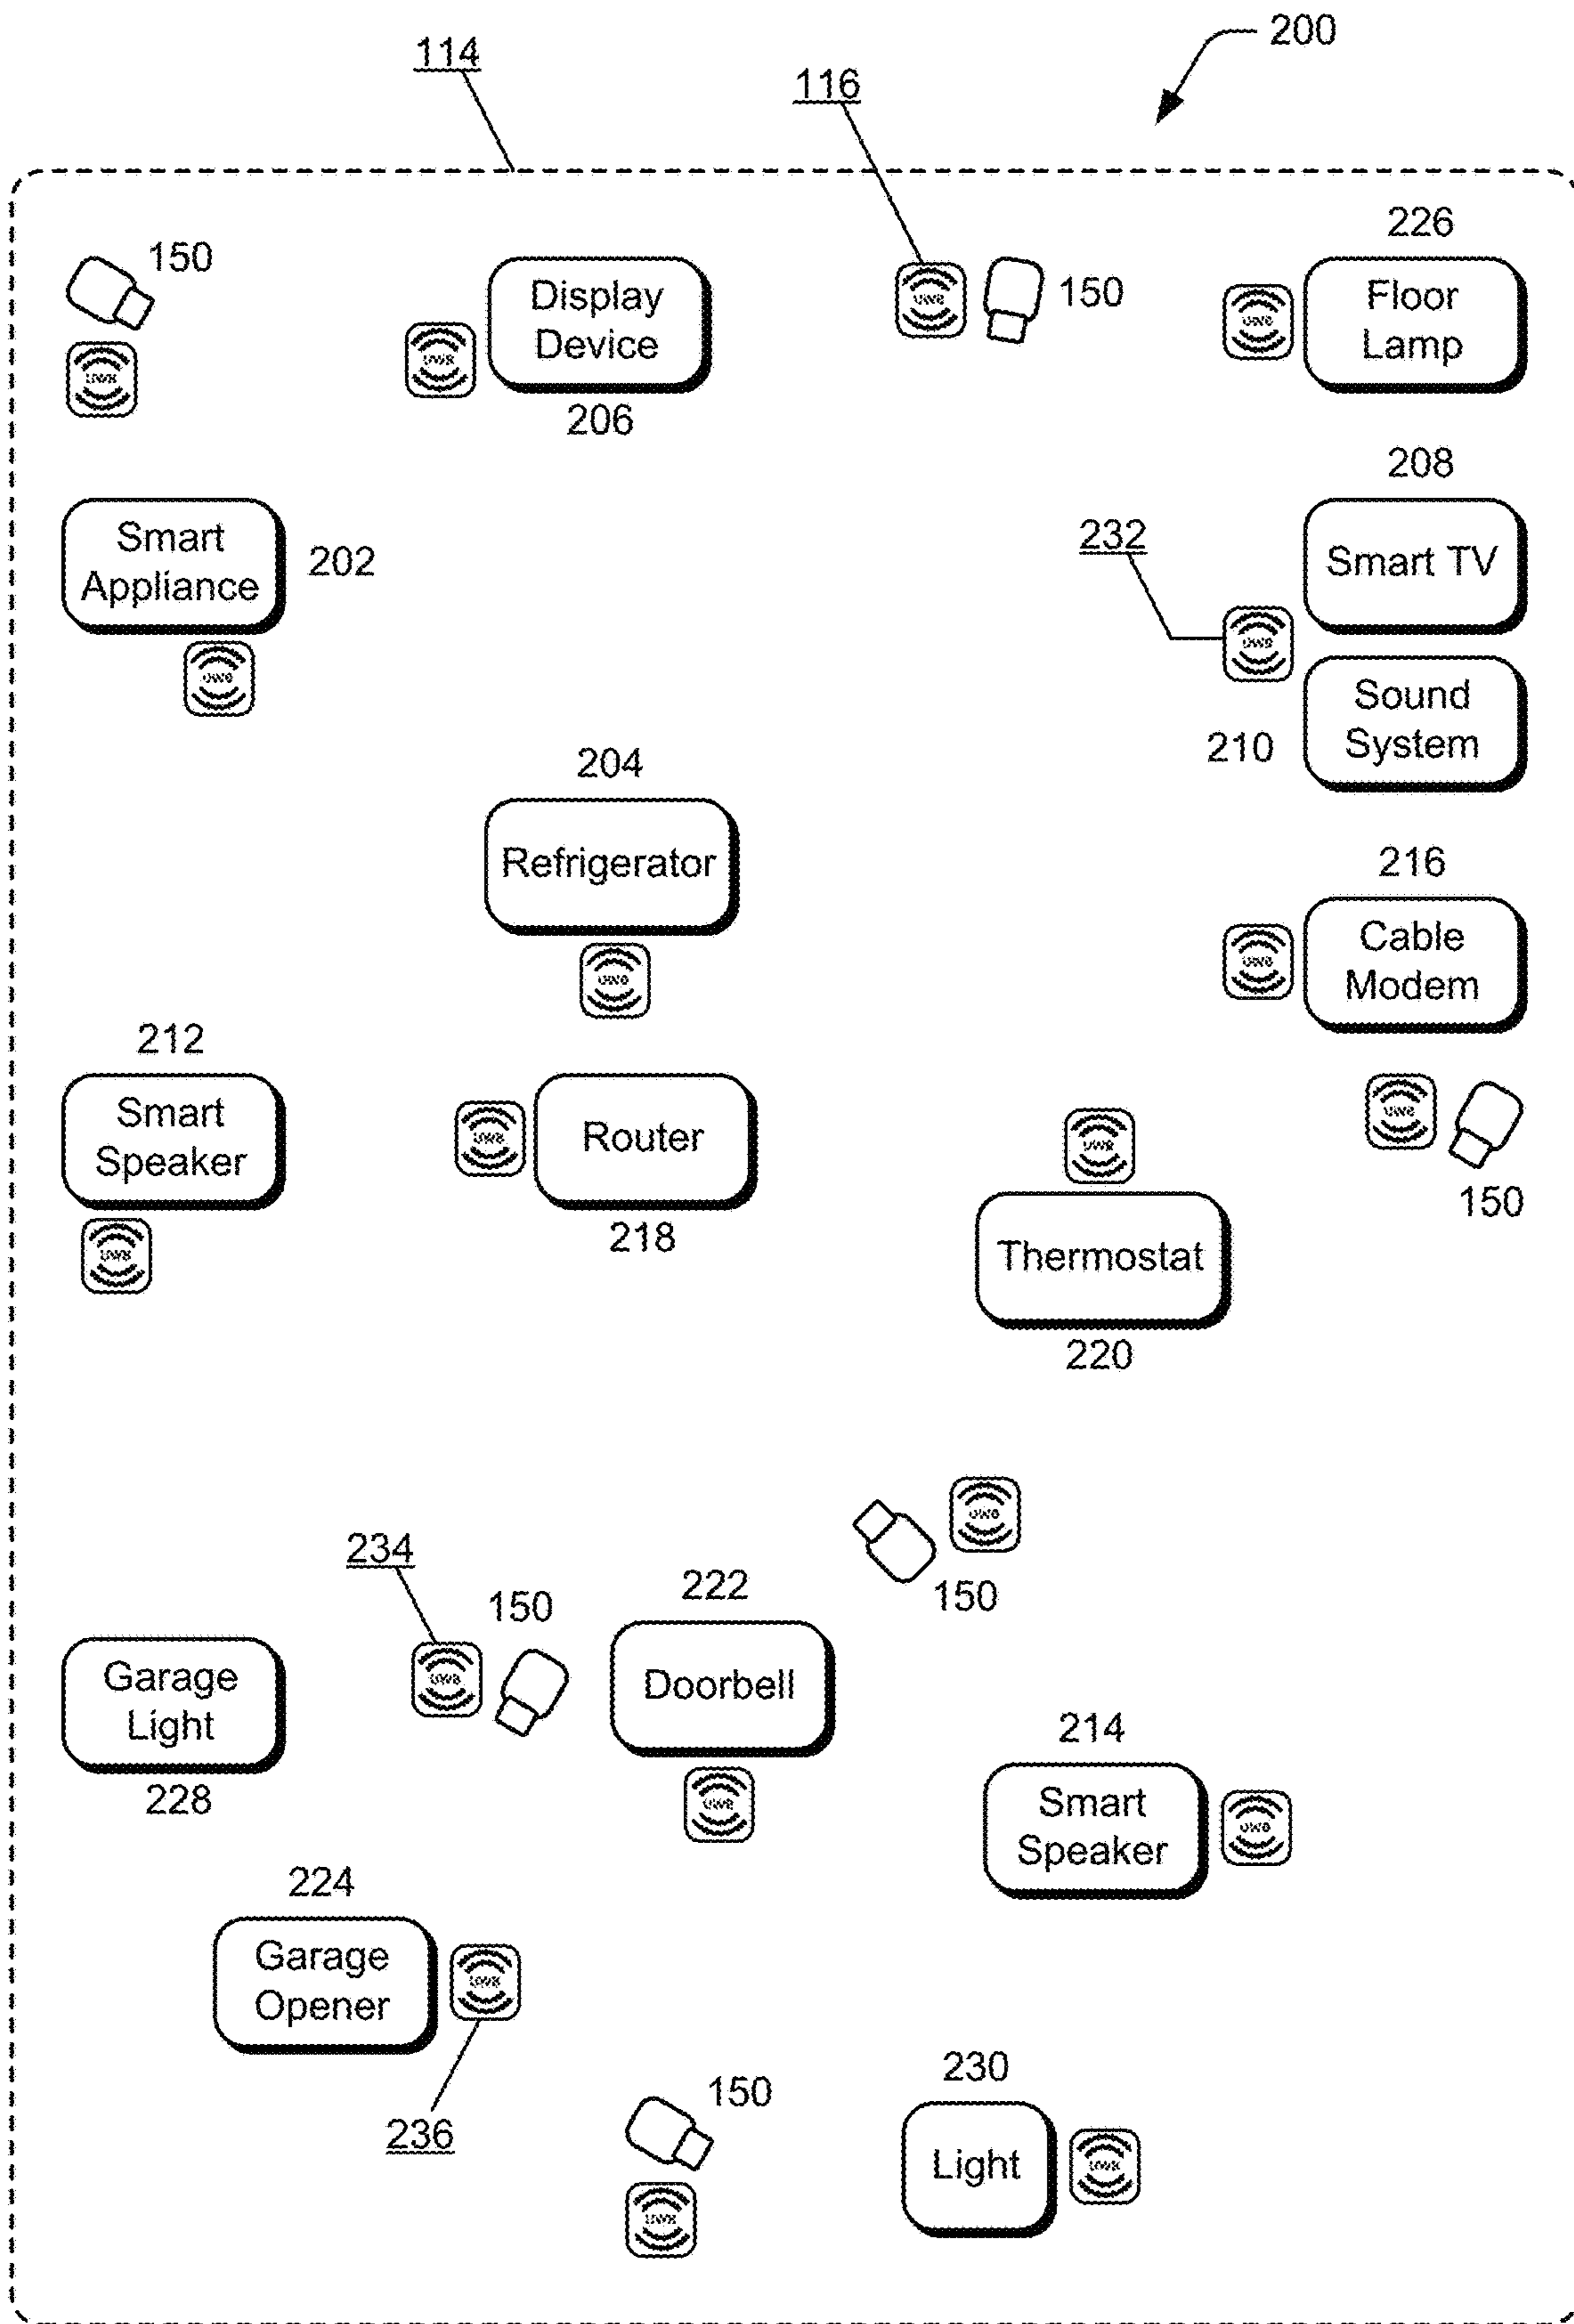 200
114
116
226
150
Display
Device
206
UWB
150
Floor
Lamp
208
Smart
Appliance
202
232
Smart TV
Sound
System
210
204
Refrigerator
216
Cable
Modem
212
Smart
Speaker
Router
218
150
Thermostat
220
234
150
222
150
Garage
Light
228
Doorbell
214
Smart
Speaker
224
Garage
Opener
236
150
230
Light